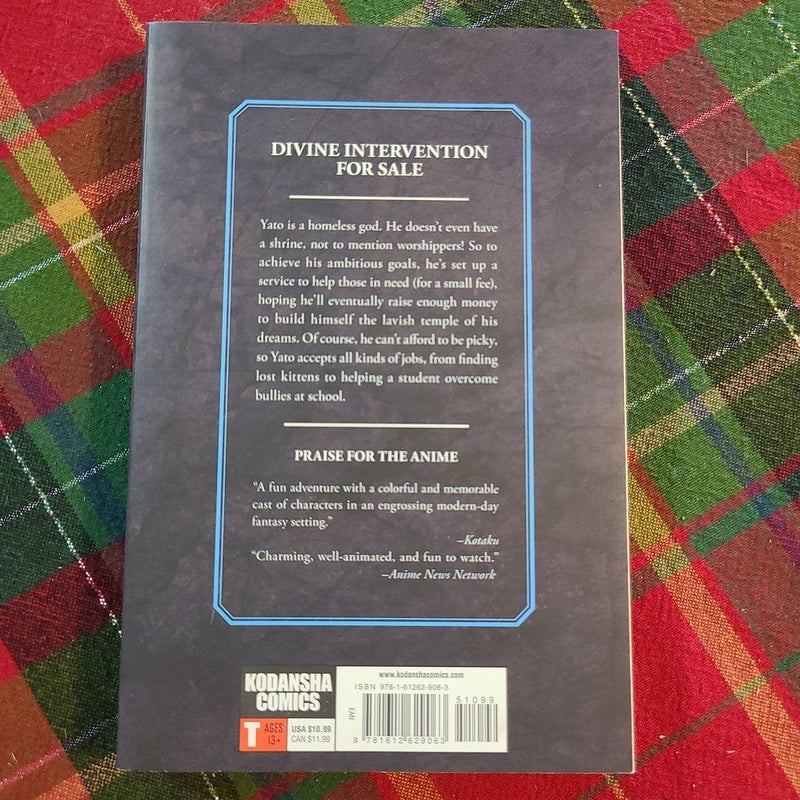 DIVINE INTERVENTION
FOR SALE
Yato is a homeless god. He doesn't even have
a shrine, not to mention worshippers! So to
achieve his ambitious goals, he's set up a
service to help those in need (for a small fee),
hoping he'll eventually raise enough money
to build himself the lavish temple of his
dreams. Of course, he can't afford to be picky,
so Yato accepts all kinds of jobs, from finding
lost kittens to helping a student overcome
bullies at school.
PRAISE FOR THE ANIME
"A fun adventure with a colorful and memorable
cast of characters in an engrossing modern-day
fantasy setting."
–Kotaku
"Charming, well-animated, and fun to watch."
–Anime News Network
KODANSHA
COMICS
T AGES
13+
USA $10.99
CAN $11.99
www.kodanshacomics.com
ISBN 978-1-61262-906-3
51099
EAN
9 781612 629063